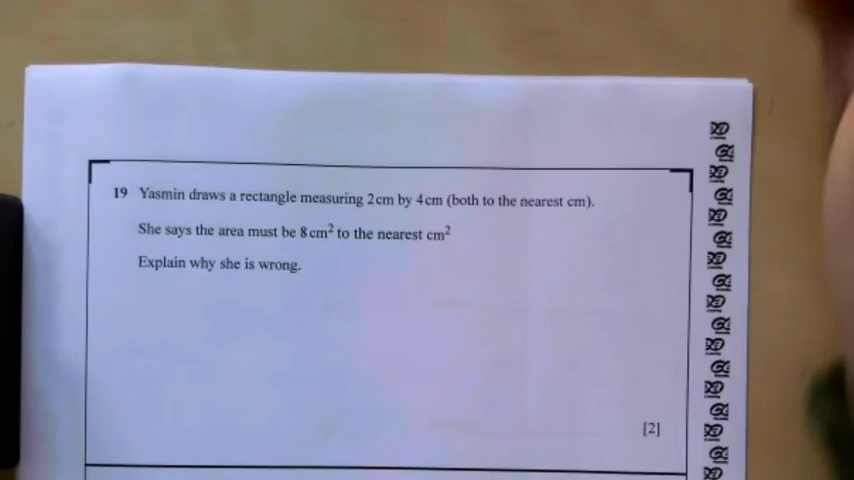 19 Yasmin draws a rectangle measuring 2 cm by 4 cm (both to the nearest cm).
She says the area must be 8 cm² to the nearest cm²
Explain why she is wrong.
[2]